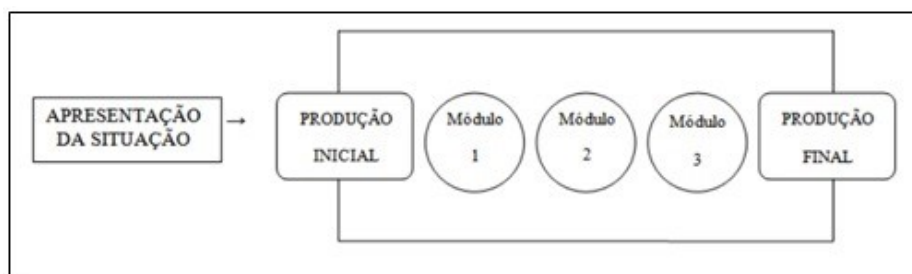 APRESENTAÇÃO
DA SITUAÇÃO
PRODUÇÃO
INICIAL
Módulo
1
Módulo
2
Módulo
3
PRODUÇÃO
FINAL